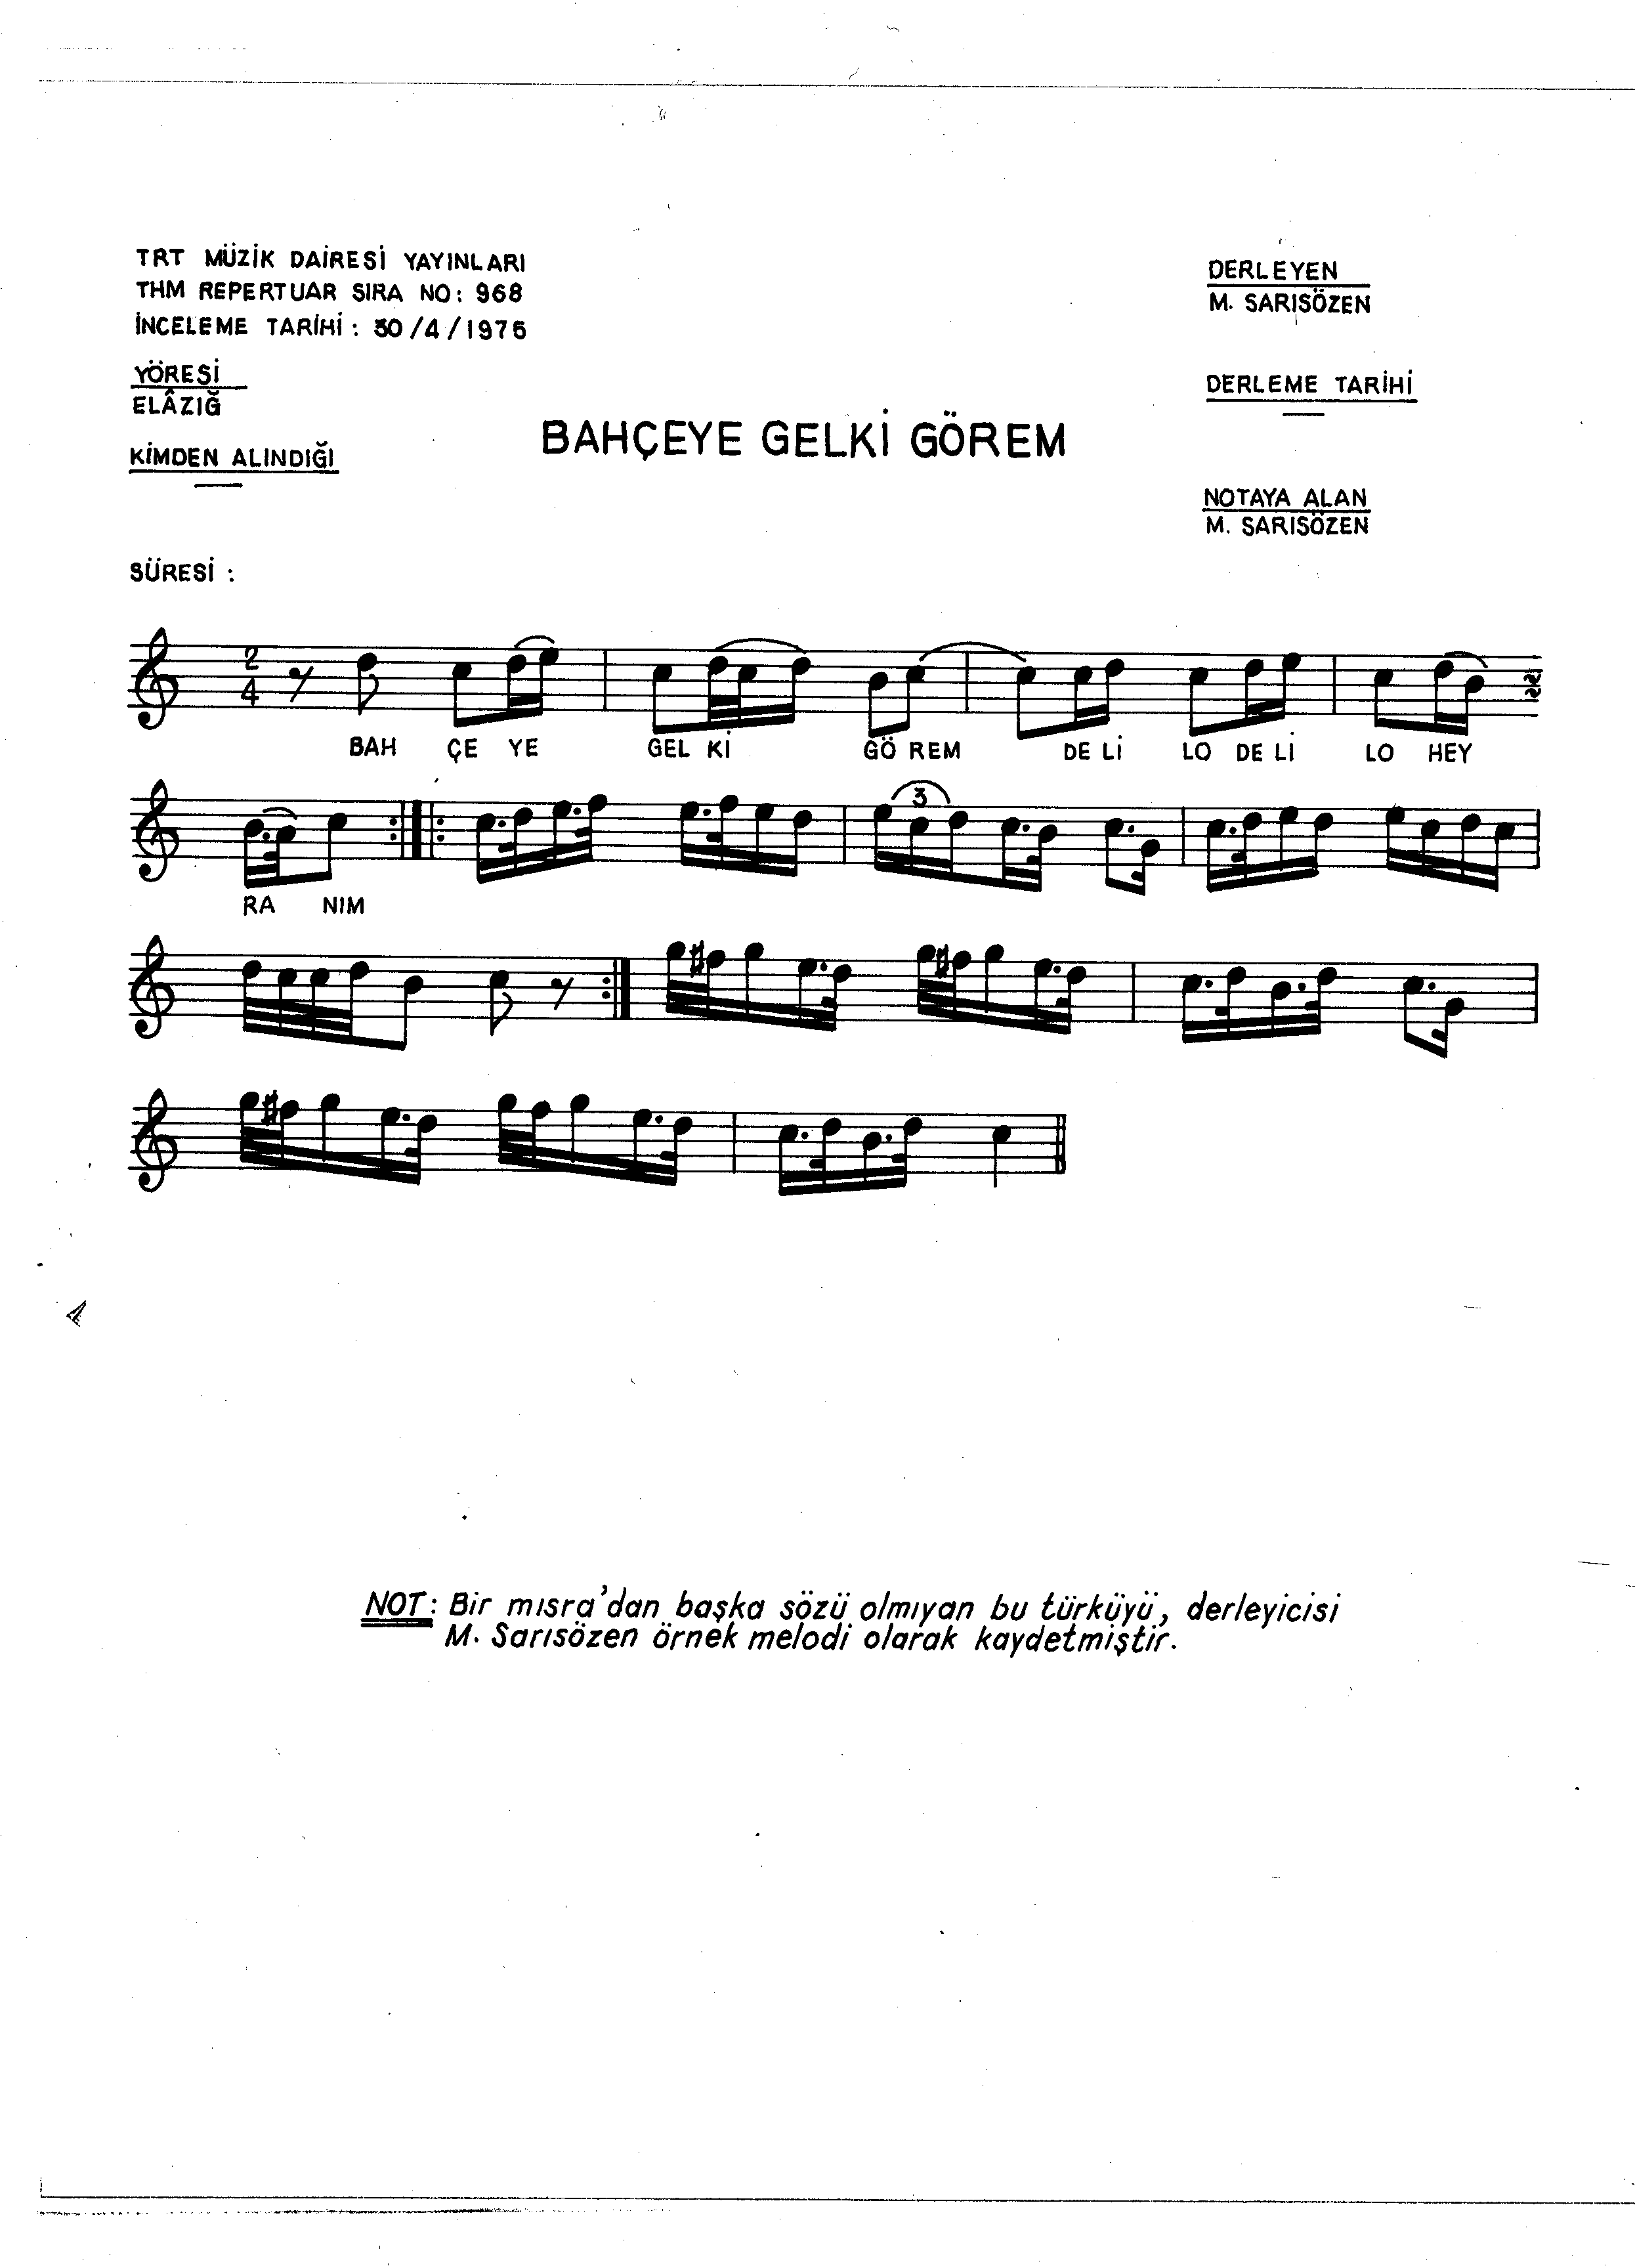 TRT MÜZİK DAİRESİ YAYINLARI
THM REPERTUAR SIRA NO: 968
İNCELEME TARİHİ: 30/4/1975
YÖRESİ
ELÂZIĞ
KİMDEN ALINDIĞI
BAHÇEYE GELKİ GÖREM
DERLEYEN
M. SARISÖZEN
DERLEME TARİHİ
NOTAYA ALAN
M. SARISÖZEN
SÜRESİ :
2
4
BAH ÇE YE GEL Kİ GÖ REM DE Lİ LO DE Lİ LO HEY
3
RA NIM
NOT: Bir mısra'dan başka sözü olmıyan bu türküyü, derleyicisi
M. Sarısözen örnek melodi olarak kaydetmiştir.